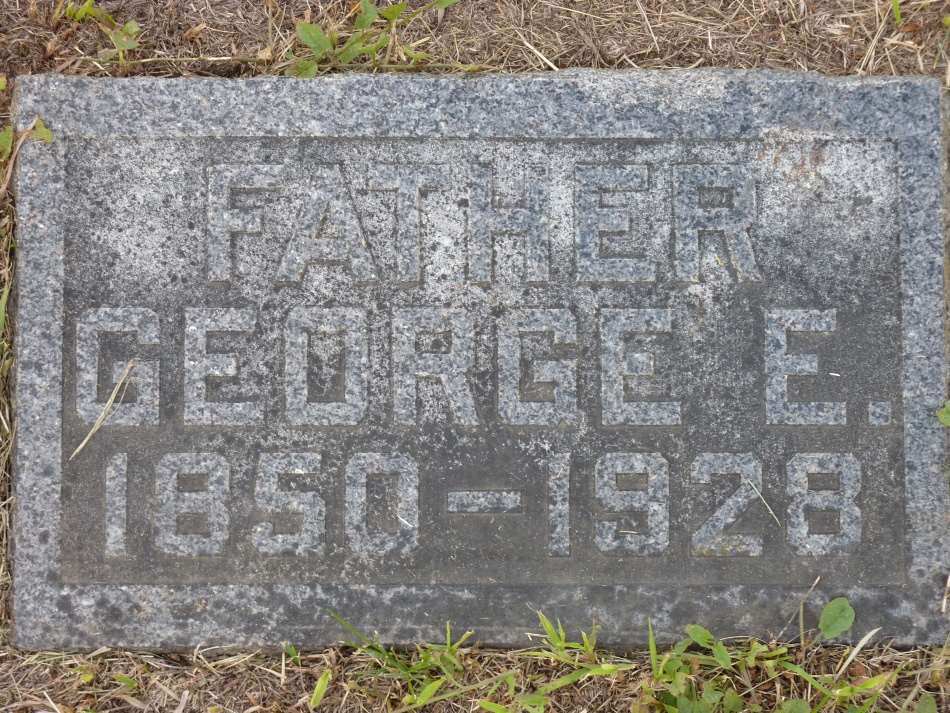 FATHER
GEORGE E.
1850-1928